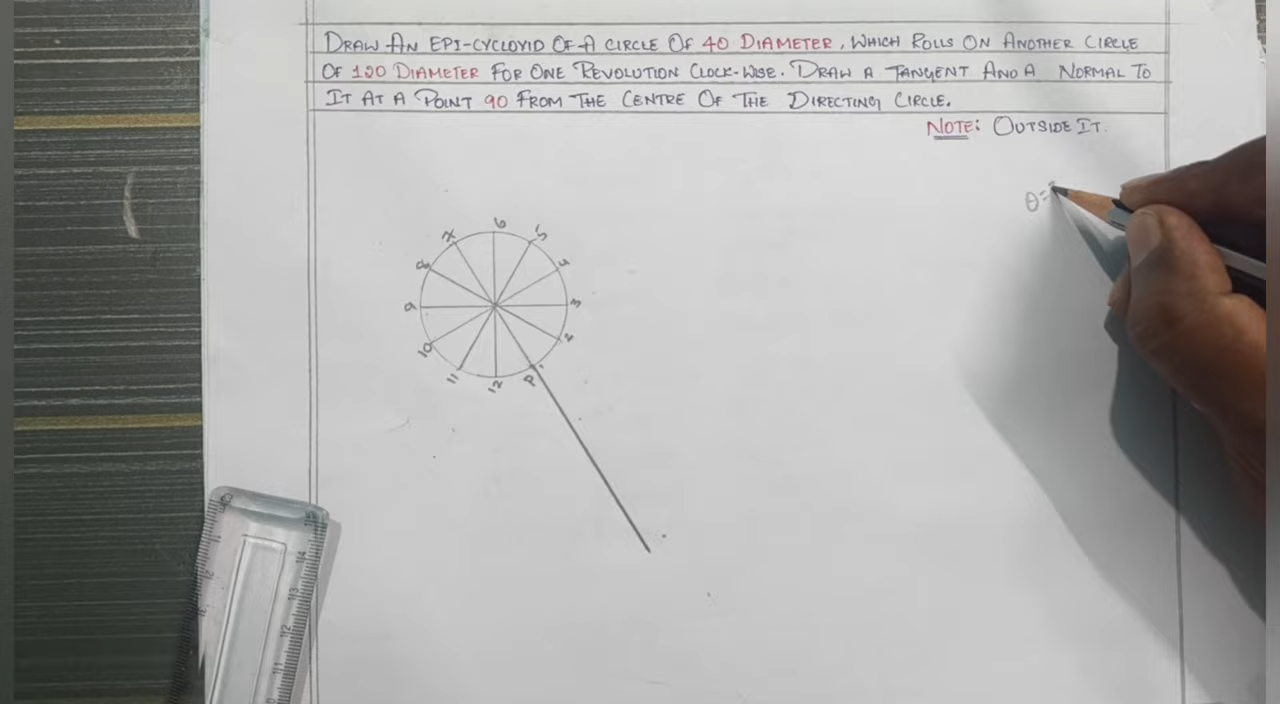 DRAW AN EPI-CYCLOYID OF A CIRCLE OF 40 DIAMETER, WHICH ROLLS ON ANOTHER CIRCLE
OF 120 DIAMETER FOR ONE REVOLUTION CLOCK-WISE. DRAW A TANGENT AND A NORMAL TO
IT AT A POINT 90 FROM THE CENTRE OF THE DIRECTING CIRCLE.
NOTE: OUTSIDE IT.
θ=
6
7 5
8 4
9 3
10 2
11 12 P